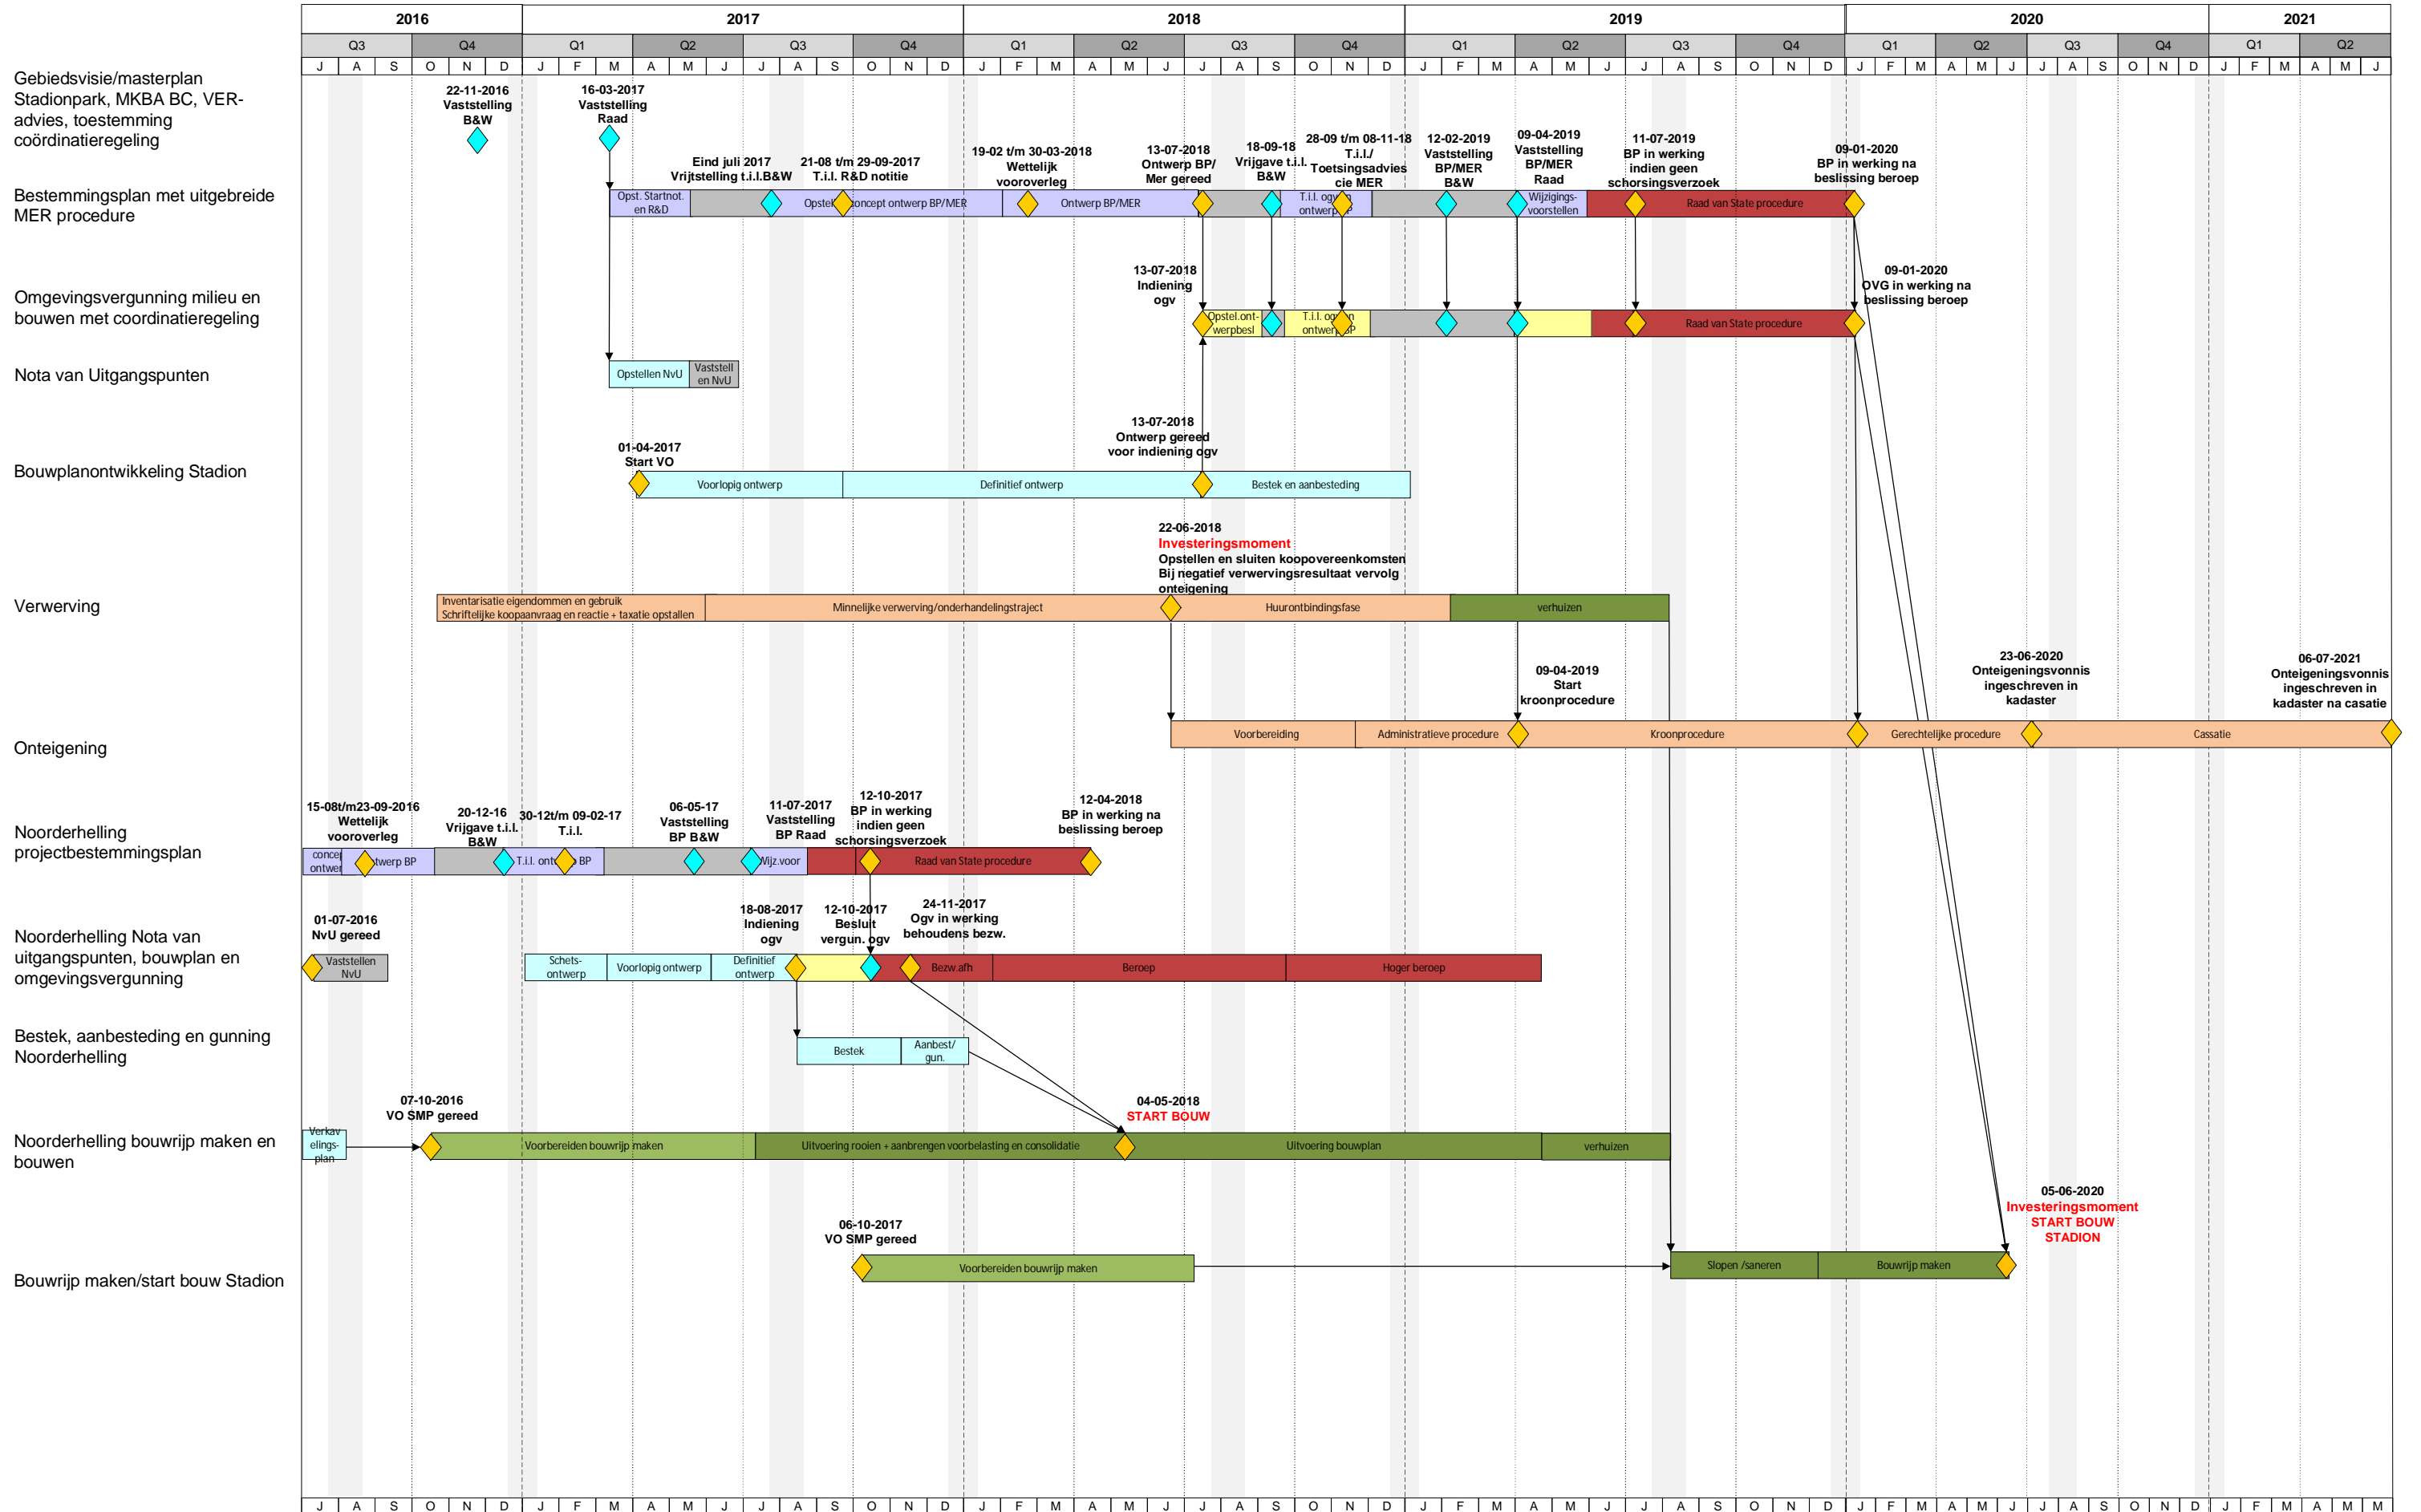 2016 2017 2018 2019 2020 2021
Q3 Q4 Q1 Q2 Q3 Q4 Q1 Q2 Q3 Q4 Q1 Q2 Q3 Q4 Q1 Q2 Q3 Q4 Q1 Q2
J A S O N D J F M A M J J A S O N D J F M A M J J A S O N D J F M A M J J A S O N D J F M A M J J A S O N D J F M A M J
Gebiedsvisie/masterplan
Stadionpark, MKBA BC, VER-
advies, toestemming
coördinatieregeling
22-11-2016
Vaststelling
B&W
16-03-2017
Vaststelling
Raad
Bestemmingsplan met uitgebreide
MER procedure
Eind juli 2017
Vrijtstelling t.i.l.B&W
21-08 t/m 29-09-2017
T.i.l. R&D notitie
19-02 t/m 30-03-2018
Wettelijk
vooroverleg
13-07-2018
Ontwerp BP/
Mer gereed
18-09-18
Vrijgave t.i.l.
B&W
28-09 t/m 08-11-18
T.i.l./
Toetsingsadvies
cie MER
12-02-2019
Vaststelling
BP/MER
B&W
09-04-2019
Vaststelling
BP/MER
Raad
11-07-2019
BP in werking
indien geen
schorsingsverzoek
09-01-2020
BP in werking na
beslissing beroep
Opst. Startnot.
en R&D
concept ontwerp BP/MER
Ontwerp BP/MER
T.i.l.
Wijzigings-
voorstellen
Raad van State procedure
Omgevingsvergunning milieu en
bouwen met coordinatieregeling
13-07-2018
Indiening
ogv
09-01-2020
OVG in werking na
beslissing beroep
Opstel.ont-
werpbesl
T.i.l.
Raad van State procedure
Nota van Uitgangspunten
Opstellen NvU
Vaststell
en NvU
Bouwplanontwikkeling Stadion
01-04-2017
Start VO
13-07-2018
Ontwerp gereed
voor indiening ogv
Voorlopig ontwerp
Definitief ontwerp
Bestek en aanbesteding
Verwerving
22-06-2018
Investeringsmoment
Opstellen en sluiten koopovereenkomsten
Bij negatief verwervingsresultaat vervolg
onteigening
Inventarisatie eigendommen en gebruik
Schriftelijke koopaanvraag en reactie + taxatie opstallen
Minnelijke verwerving/onderhandelingstraject
Huurontbindingsfase
verhuizen
Onteigening
09-04-2019
Start
kroonprocedure
23-06-2020
Onteigeningsvonnis
ingeschreven in
kadaster
06-07-2021
Onteigeningsvonnis
ingeschreven in
kadaster na casatie
Voorbereiding
Administratieve procedure
Kroonprocedure
Gerechtelijke procedure
Cassatie
Noorderhelling
projectbestemmingsplan
15-08t/m23-09-2016
Wettelijk
vooroverleg
20-12-16
Vrijgave t.i.l.
B&W
30-12t/m 09-02-17
T.i.l.
06-05-17
Vaststelling
BP B&W
11-07-2017
Vaststelling
BP Raad
12-10-2017
BP in werking
indien geen
schorsingsverzoek
12-04-2018
BP in werking na
beslissing beroep
BP
T.i.l. BP
Wijz.voor
Raad van State procedure
Noorderhelling Nota van
uitgangspunten, bouwplan en
omgevingsvergunning
01-07-2016
NvU gereed
18-08-2017
Indiening
ogv
12-10-2017
Besluit
vergun. ogv
24-11-2017
Ogv in werking
behoudens bezw.
Vaststellen
NvU
Schets-
ontwerp
Voorlopig ontwerp
Definitief
ontwerp
Bezw.afh
Beroep
Hoger beroep
Bestek, aanbesteding en gunning
Noorderhelling
Bestek
Aanbest/
gun.
Noorderhelling bouwrijp maken en
bouwen
07-10-2016
VO SMP gereed
04-05-2018
START BOUW
Verkav
elings-
plan
Voorbereiden bouwrijp maken
Uitvoering rooien + aanbrengen voorbelasting en consolidatie
Uitvoering bouwplan
verhuizen
Bouwrijp maken/start bouw Stadion
06-10-2017
VO SMP gereed
05-06-2020
Investeringsmoment
START BOUW
STADION
Voorbereiden bouwrijp maken
Slopen /saneren
Bouwrijp maken
J A S O N D J F M A M J J A S O N D J F M A M J J A S O N D J F M A M J J A S O N D J F M A M J J A S O N D J F M A M M